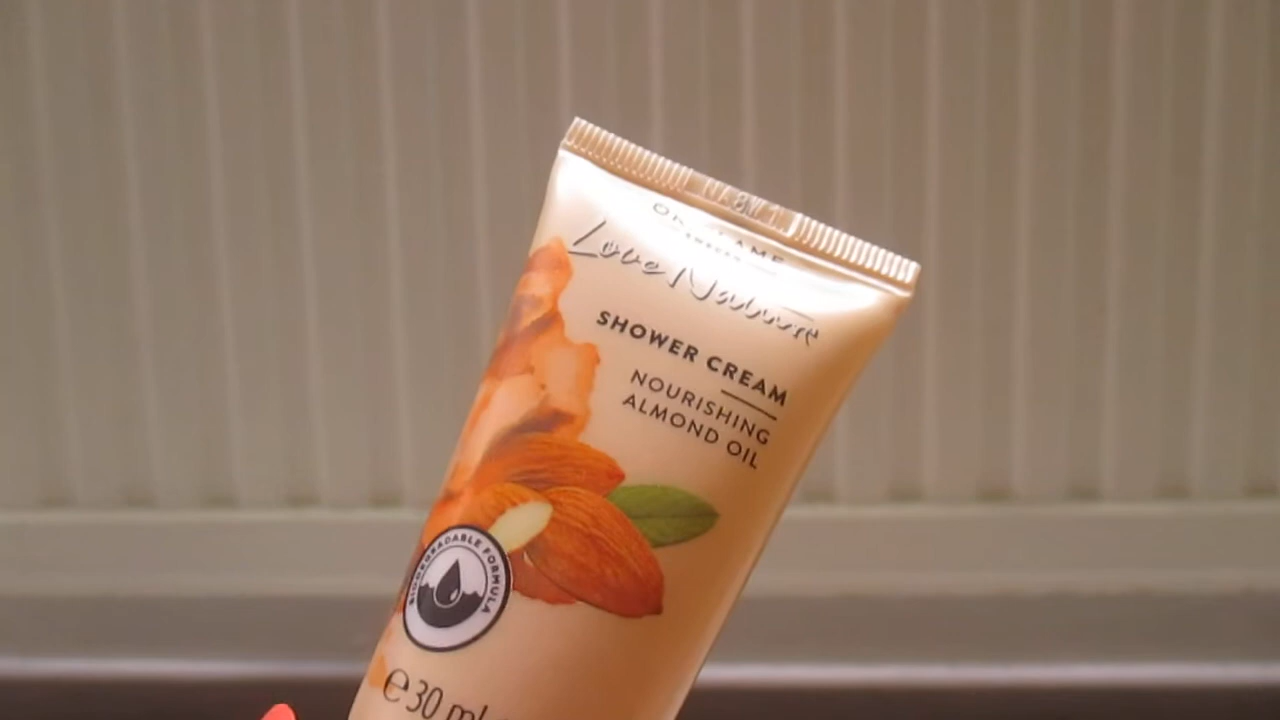 Love Nature
SHOWER CREAM
NOURISHING
ALMOND OIL
BIODEGRADABLE FORMULA
e 30 ml